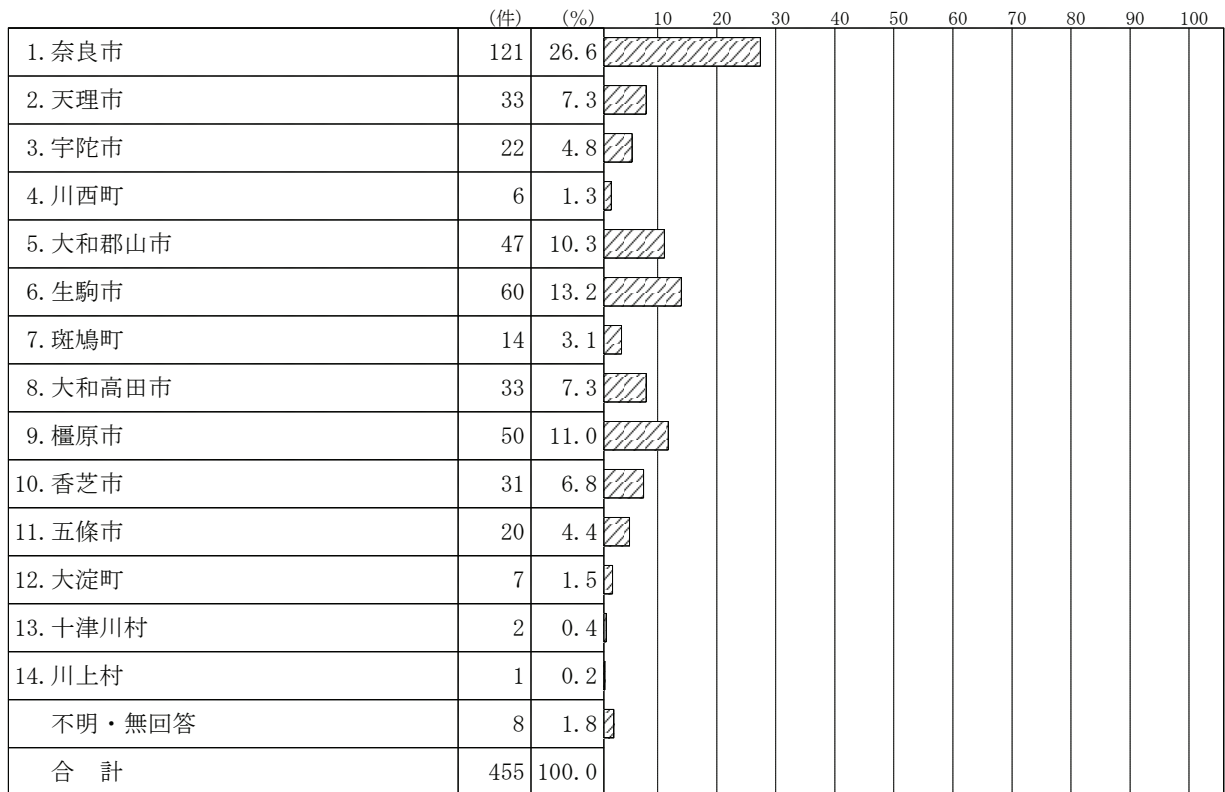 (件) (%) 10 20 30 40 50 60 70 80 90 100
1. 奈良市 121 26.6
2. 天理市 33 7.3
3. 宇陀市 22 4.8
4. 川西町 6 1.3
5. 大和郡山市 47 10.3
6. 生駒市 60 13.2
7. 斑鳩町 14 3.1
8. 大和高田市 33 7.3
9. 橿原市 50 11.0
10. 香芝市 31 6.8
11. 五條市 20 4.4
12. 大淀町 7 1.5
13. 十津川村 2 0.4
14. 川上村 1 0.2
不明・無回答 8 1.8
合 計 455 100.0